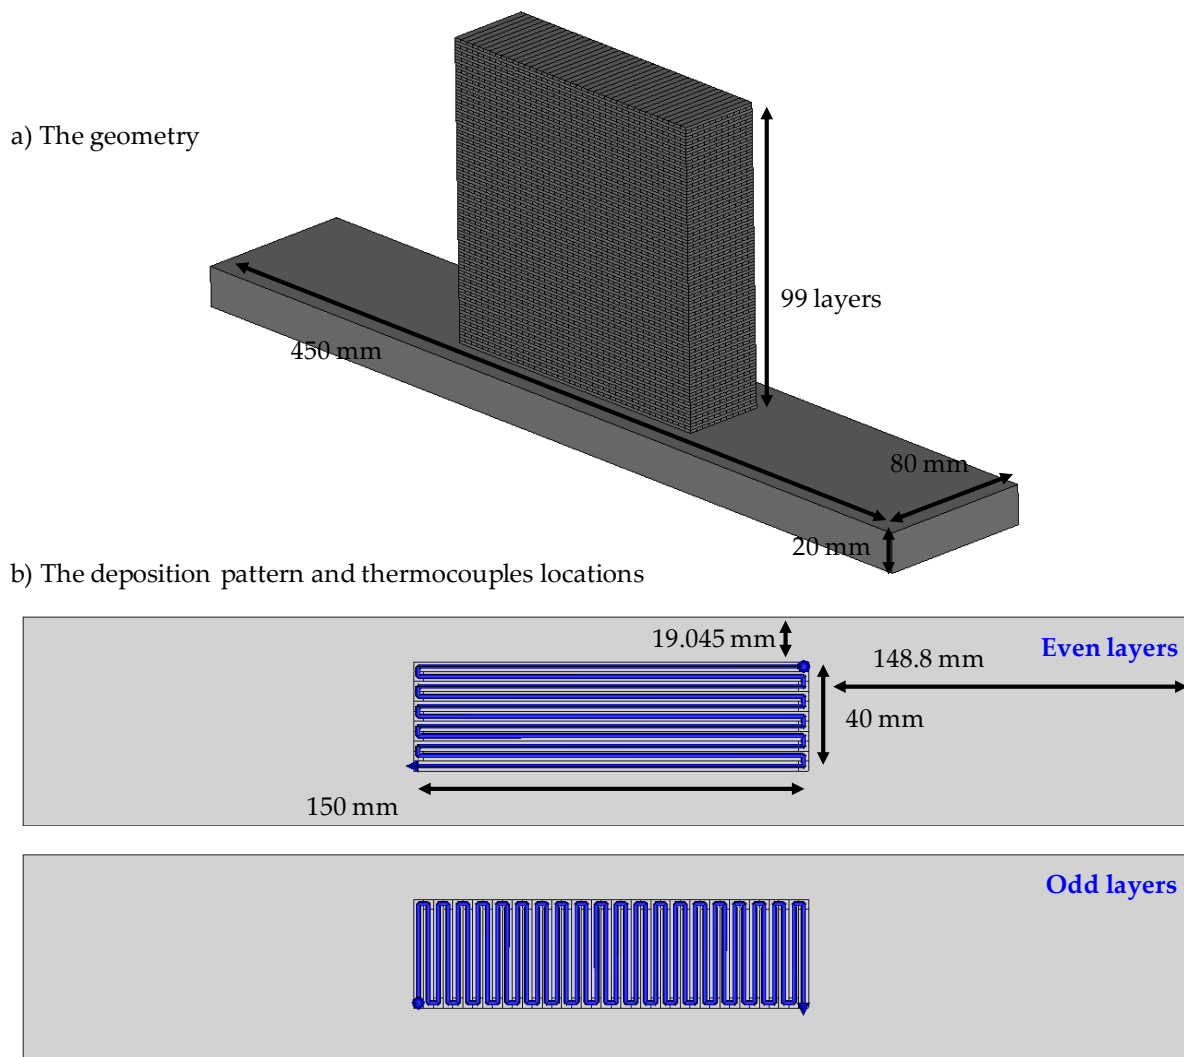 a) The geometry
99 layers
450 mm
80 mm
20 mm
b) The deposition pattern and thermocouples locations
19.045 mm
Even layers
148.8 mm
40 mm
150 mm
Odd layers